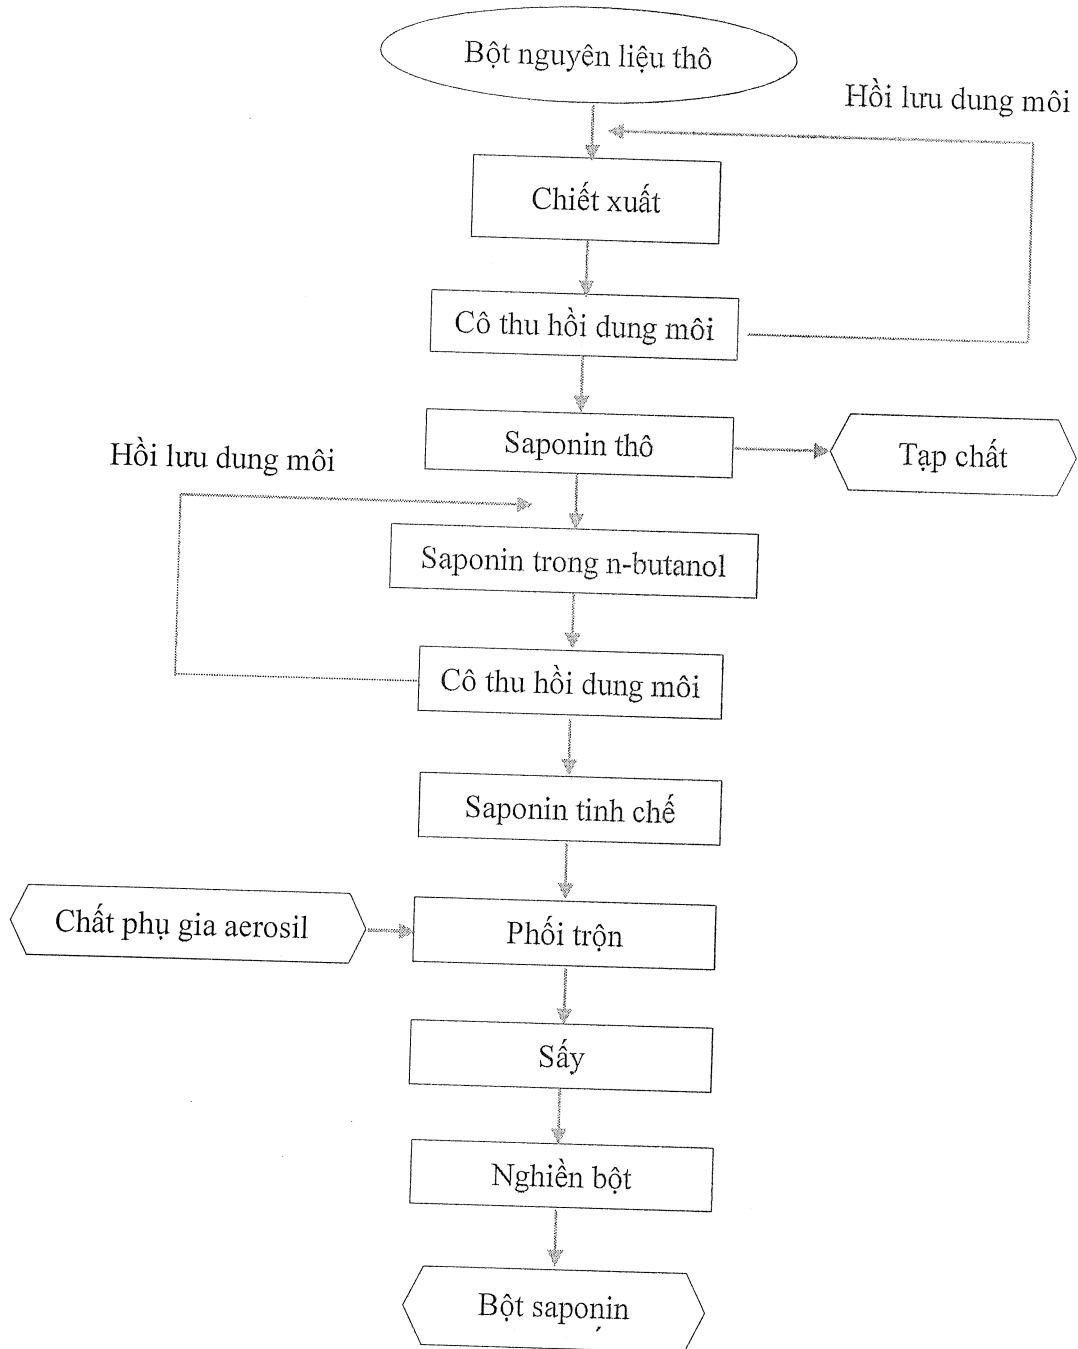 Bột nguyên liệu thô
Hồi lưu dung môi
Chiết xuất
Cô thu hồi dung môi
Saponin thô
Tạp chất
Hồi lưu dung môi
Saponin trong n-butanol
Cô thu hồi dung môi
Saponin tinh chế
Chất phụ gia aerosil
Phối trộn
Sấy
Nghiền bột
Bột saponin